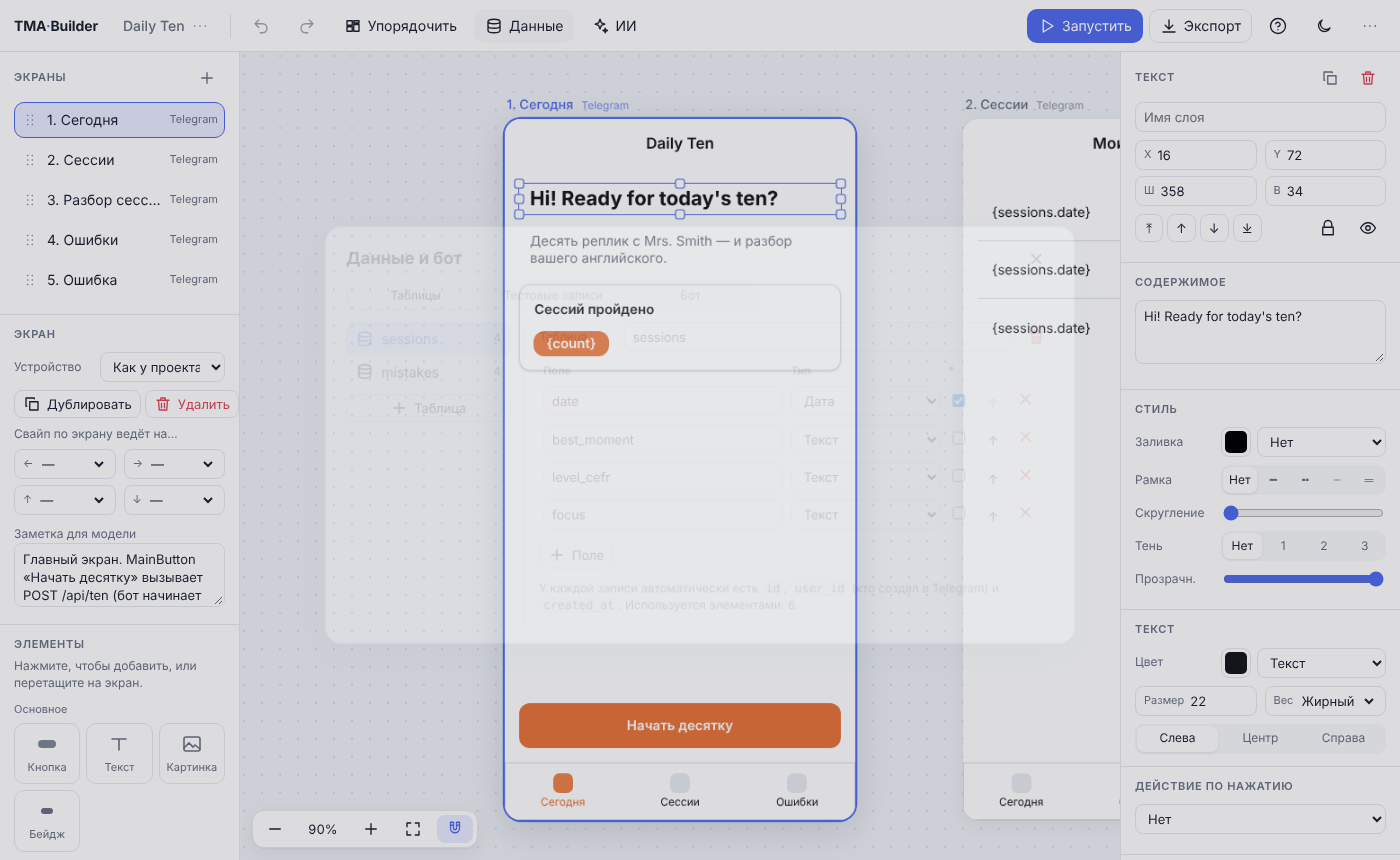 TMA·Builder
Daily Ten ···
Упорядочить
Данные
ИИ
Запустить
Экспорт
ЭКРАНЫ
1. Сегодня Telegram
2. Сессии Telegram
3. Разбор сесс... Telegram
4. Ошибки Telegram
5. Ошибка Telegram
ЭКРАН
Устройство Как у проекта
Дублировать Удалить
Свайп по экрану ведёт на...
← —
→ —
↑ —
↓ —
Заметка для модели
Главный экран. MainButton
«Начать десятку» вызывает
POST /api/ten (бот начинает
ЭЛЕМЕНТЫ
Нажмите, чтобы добавить, или
перетащите на экран.
Основное
Кнопка
Текст
Картинка
Бейдж
1. Сегодня Telegram
Daily Ten
Hi! Ready for today's ten?
Десять реплик с Mrs. Smith — и разбор
вашего английского.
Сессий пройдено
{count}
Начать десятку
Сегодня
Сессии
Ошибки
2. Сессии Telegram
Мои
{sessions.date}
{sessions.date}
{sessions.date}
Сегодня
Данные и бот
Таблицы
Тестовые записи
Бот
sessions 4
mistakes 4
Таблица
sessions
Поле
Тип
date Дата
best_moment Текст
level_cefr Текст
focus Текст
Поле
У каждой записи автоматически есть id, user_id (кто создал в Telegram) и
created_at. Используется элементами: 6.
90%
ТЕКСТ
Имя слоя
X 16
Y 72
Ш 358
В 34
СОДЕРЖИМОЕ
Hi! Ready for today's ten?
СТИЛЬ
Заливка Нет
Рамка Нет
Скругление
Тень Нет 1 2 3
Прозрачн.
ТЕКСТ
Цвет Текст
Размер 22
Вес Жирный
Слева Центр Справа
ДЕЙСТВИЕ ПО НАЖАТИЮ
Нет